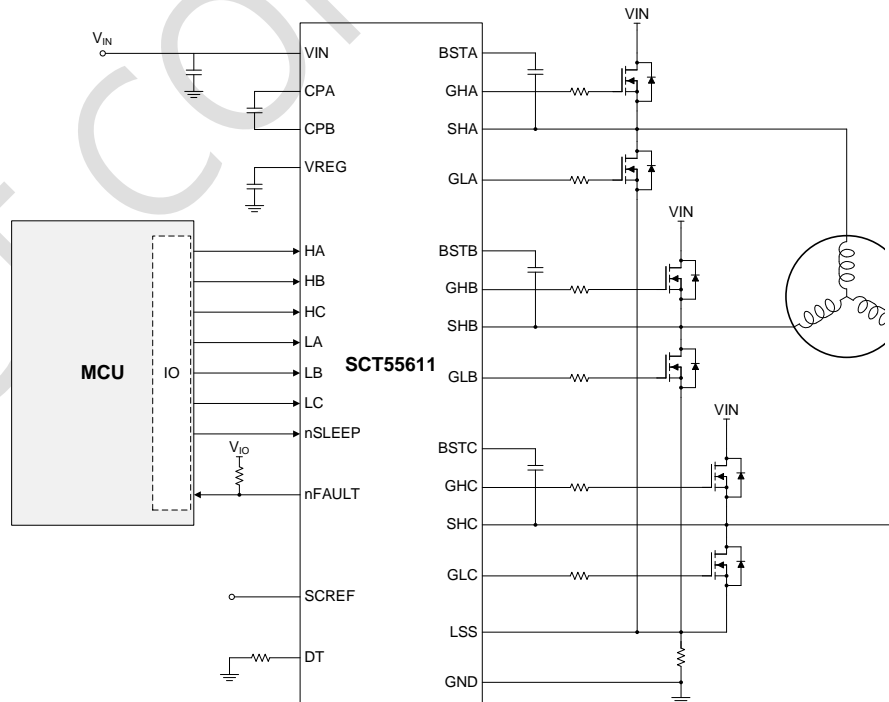 VIN
VIN
VIN
CPA
CPB
VREG
BSTA
GHA
SHA
GLA
VIN
BSTB
GHB
SHB
GLB
VIN
BSTC
GHC
SHC
GLC
LSS
GND
MCU
IO
HA
HB
HC
LA
LB
LC
nSLEEP
VIO
nFAULT
SCREF
DT
SCT55611